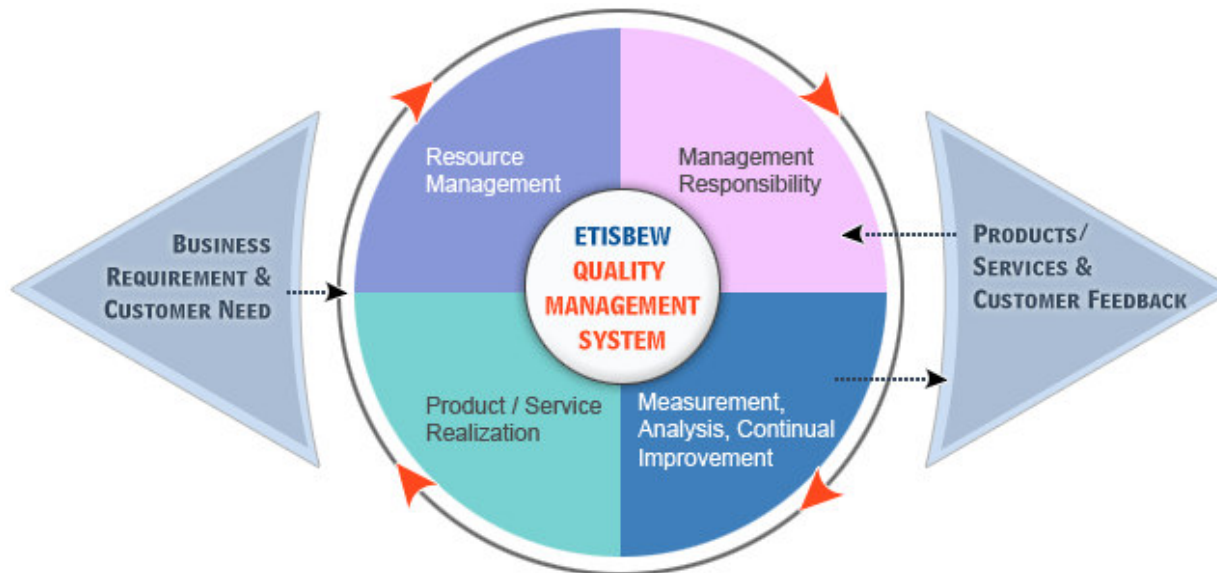 Resource
Management
Management
Responsibility
BUSINESS
REQUIREMENT &
CUSTOMER NEED
ETISBEW
QUALITY
MANAGEMENT
SYSTEM
PRODUCTS/
SERVICES &
CUSTOMER FEEDBACK
Product / Service
Realization
Measurement,
Analysis, Continual
Improvement